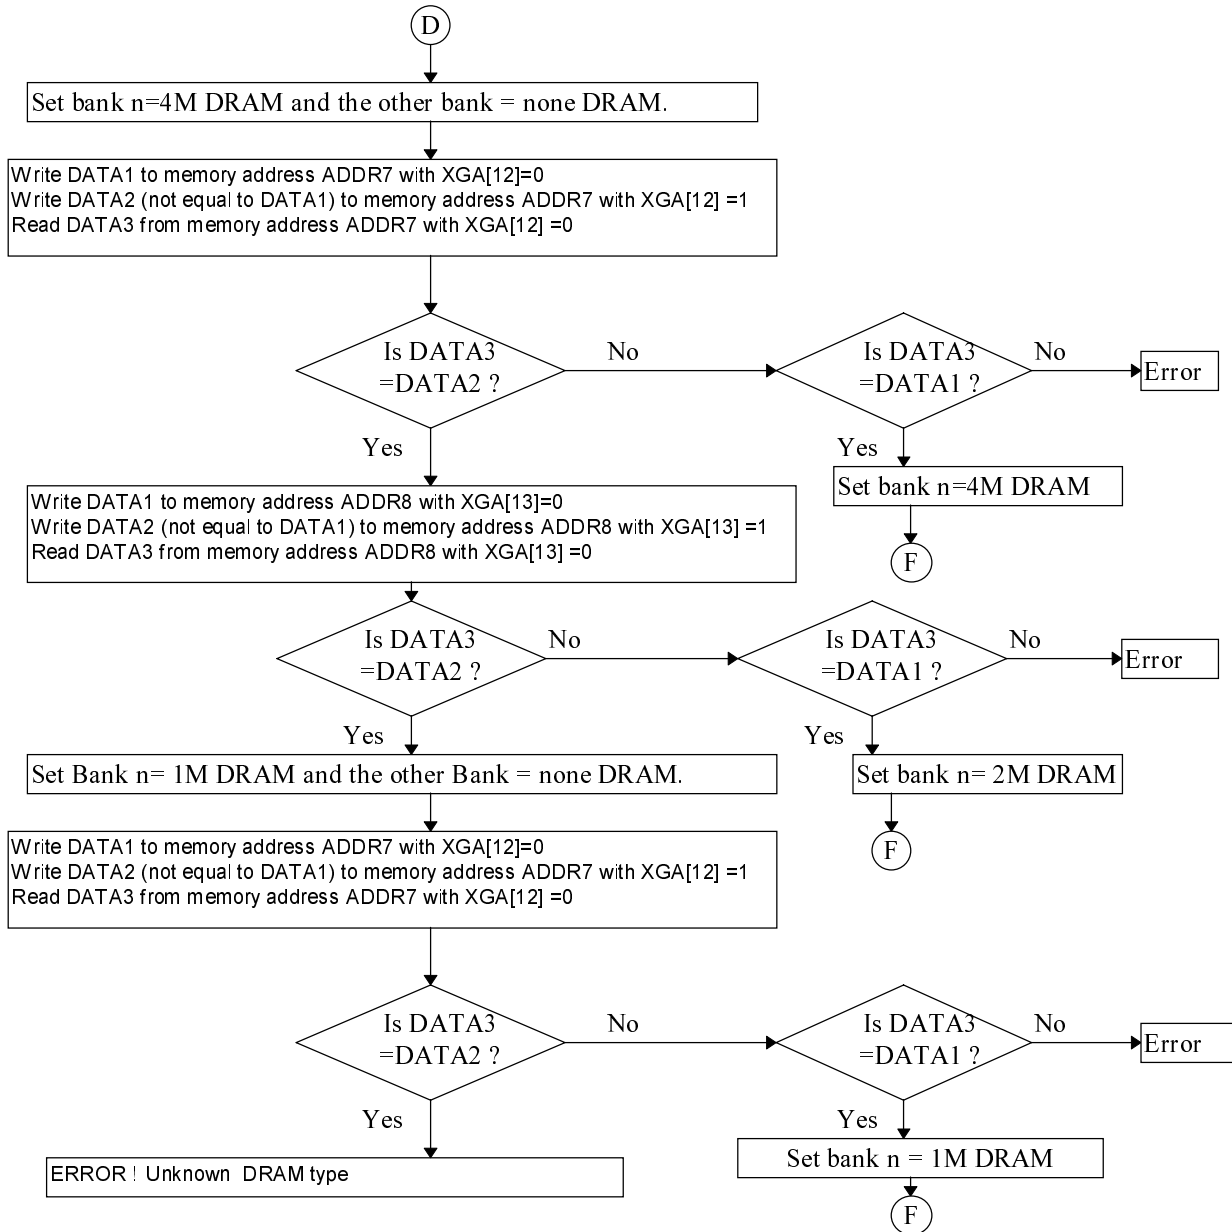 D
Set bank n=4M DRAM and the other bank = none DRAM.
Write DATA1 to memory address ADDR7 with XGA[12]=0
Write DATA2 (not equal to DATA1) to memory address ADDR7 with XGA[12] =1
Read DATA3 from memory address ADDR7 with XGA[12] =0
Is DATA3
=DATA2 ?
No
Is DATA3
=DATA1 ?
No
Error
Yes
Yes
Set bank n=4M DRAM
F
Write DATA1 to memory address ADDR8 with XGA[13]=0
Write DATA2 (not equal to DATA1) to memory address ADDR8 with XGA[13] =1
Read DATA3 from memory address ADDR8 with XGA[13] =0
Is DATA3
=DATA2 ?
No
Is DATA3
=DATA1 ?
No
Error
Yes
Yes
Set Bank n= 1M DRAM and the other Bank = none DRAM.
Set bank n= 2M DRAM
F
Write DATA1 to memory address ADDR7 with XGA[12]=0
Write DATA2 (not equal to DATA1) to memory address ADDR7 with XGA[12] =1
Read DATA3 from memory address ADDR7 with XGA[12] =0
Is DATA3
=DATA2 ?
No
Is DATA3
=DATA1 ?
No
Error
Yes
Yes
ERROR ! Unknown DRAM type
Set bank n = 1M DRAM
F